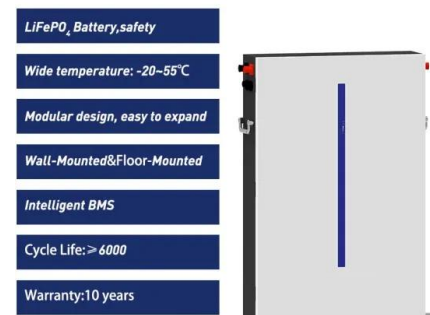 LiFePO₄ Battery,safety
Wide temperature: -20~55℃
Modular design, easy to expand
Wall-Mounted&Floor-Mounted
Intelligent BMS
Cycle Life:≥6000
Warranty:10 years